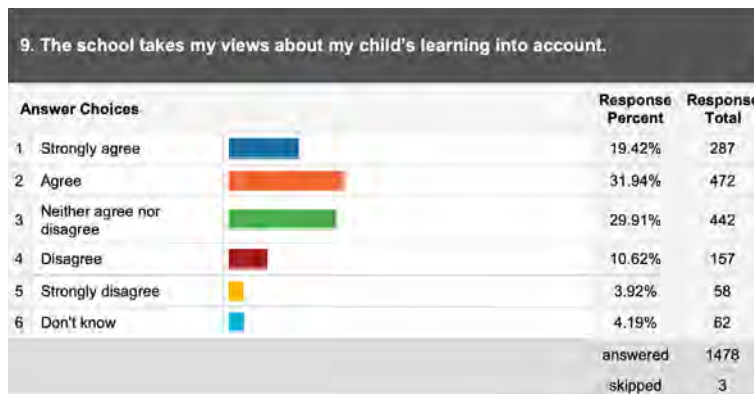 9. The school takes my views about my child's learning into account.
Answer Choices Response Percent Response Total
1 Strongly agree 19.42% 287
2 Agree 31.94% 472
3 Neither agree nor disagree 29.91% 442
4 Disagree 10.62% 157
5 Strongly disagree 3.92% 58
6 Don't know 4.19% 62
answered 1478
skipped 3